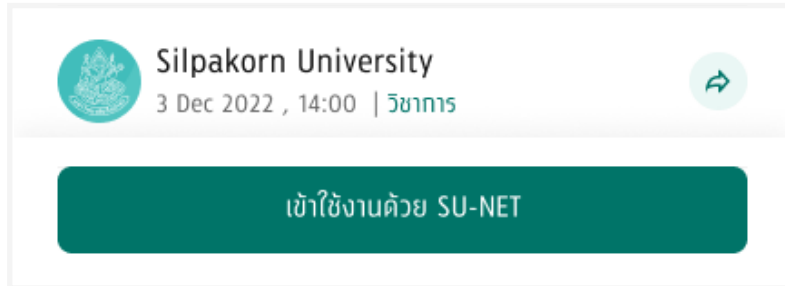 Silpakorn University
3 Dec 2022 , 14:00 | วิชาการ
เข้าใช้งานด้วย SU-NET